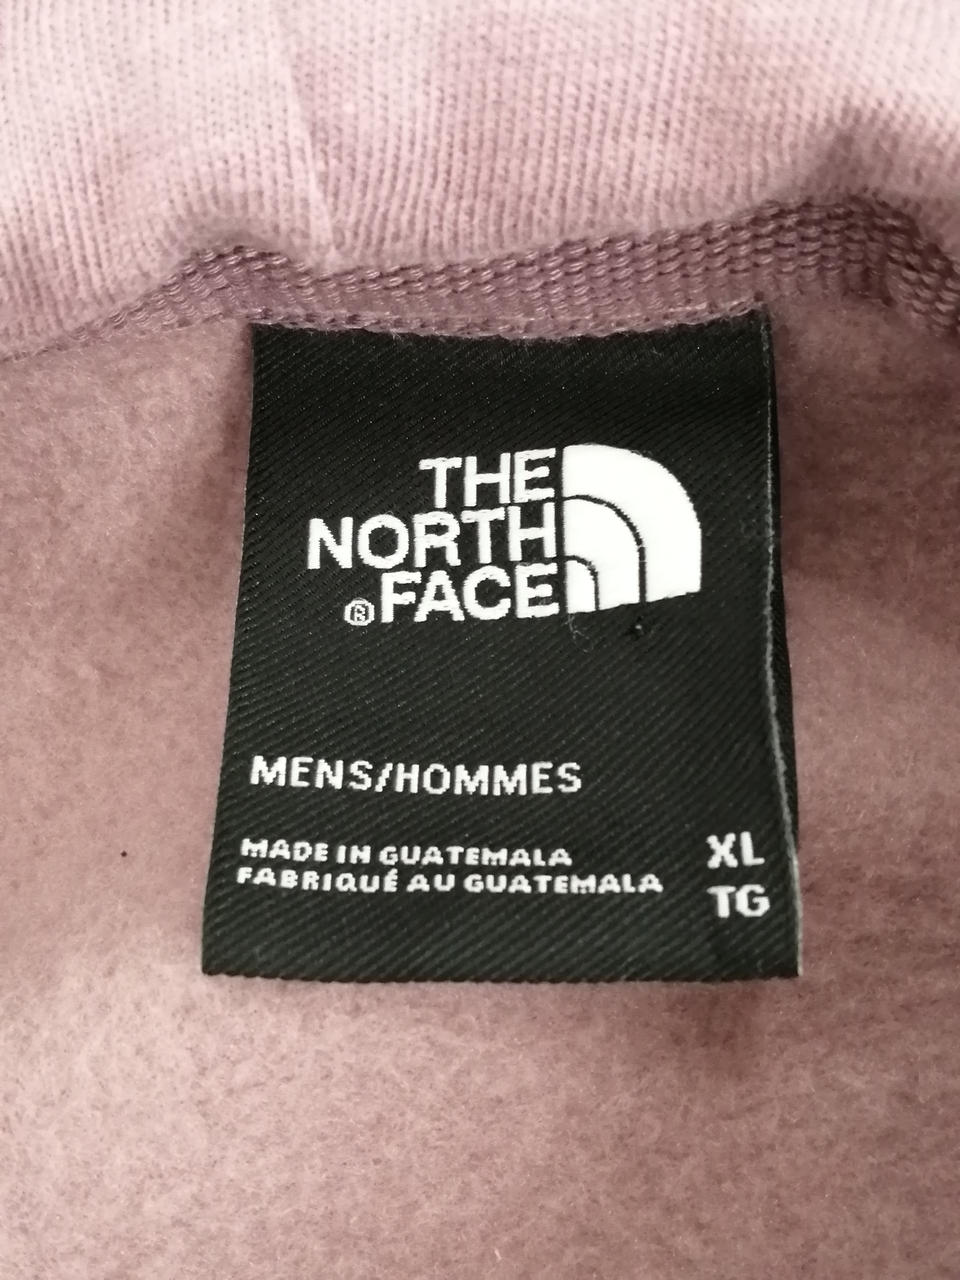 THE
NORTH
®FACE
MENS/HOMMES
MADE IN GUATEMALA
FABRIQUÉ AU GUATEMALA
XL
TG